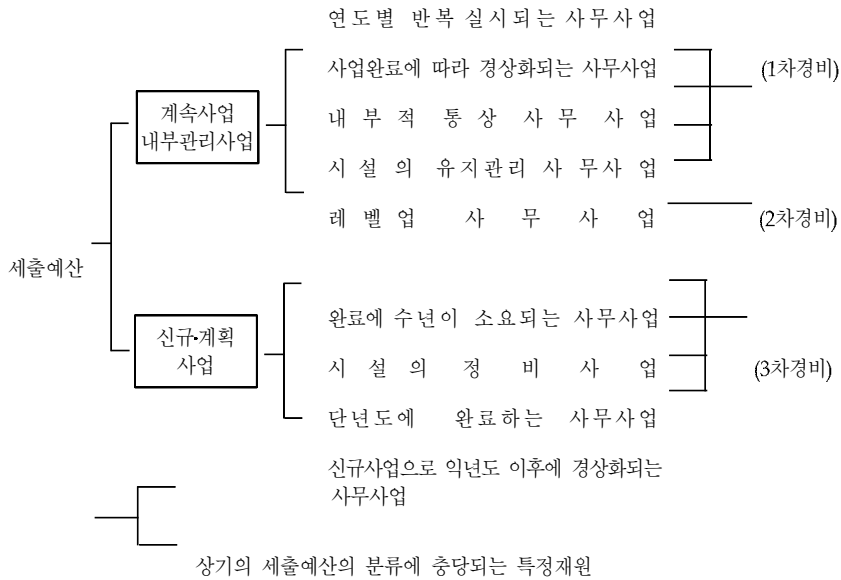 연도별 반복 실시되는 사무사업
사업완료에 따라 경상화되는 사무사업
(1차경비)
계속사업
내부관리사업
내부적 통상 사무 사업
시설의 유지관리 사무사업
레벨업 사무사업
(2차경비)
세출예산
완료에 수년이 소요되는 사무사업
신규·계획
사업
시설의 정비사업
(3차경비)
단년도에 완료하는 사무사업
신규사업으로 익년도 이후에 경상화되는
사무사업
상기의 세출예산의 분류에 충당되는 특정재원